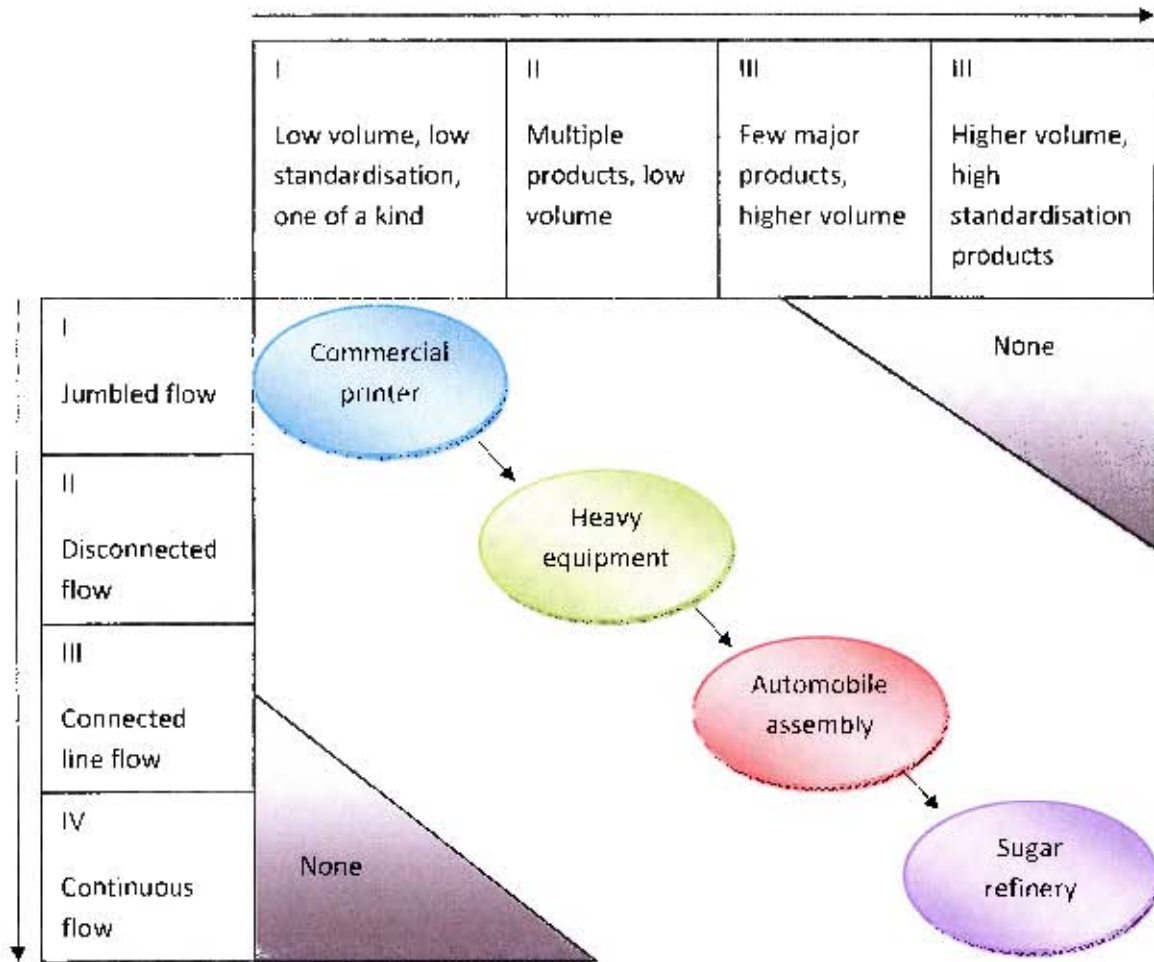 I
Low volume, low
standardisation,
one of a kind
II
Multiple
products, low
volume
III
Few major
products,
higher volume
III
Higher volume,
high
standardisation
products
I
Jumbled flow
Commercial
printer
None
II
Disconnected
flow
Heavy
equipment
III
Connected
line flow
Automobile
assembly
IV
Continuous
flow
None
Sugar
refinery